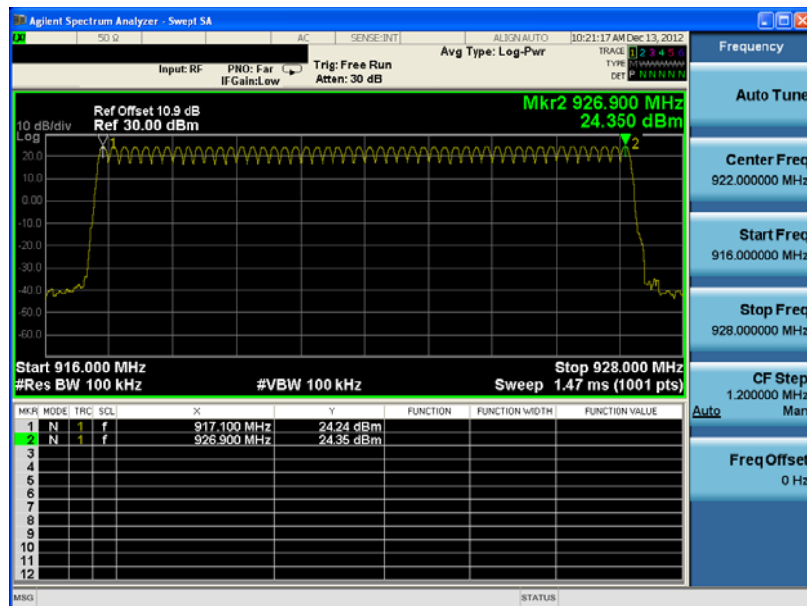 Agilent Spectrum Analyzer - Swept SA
LXI
50 Ω
AC
SENSE:INT
ALIGN AUTO
10:21:17 AM Dec 13, 2012
Input: RF
PNO: Far
IFGain:Low
Trig: Free Run
Atten: 30 dB
Avg Type: Log-Pwr
TRACE 1 2 3 4 5 6
TYPE MWWWWW
DET P N N N N N
Frequency
Auto Tune
Center Freq
922.000000 MHz
Start Freq
916.000000 MHz
Stop Freq
928.000000 MHz
CF Step
1.200000 MHz
Auto Man
Freq Offset
0 Hz
Mkr2 926.900 MHz
24.350 dBm
Ref Offset 10.9 dB
10 dB/div Ref 30.00 dBm
Log
1
2
20.0
10.0
0.00
-10.0
-20.0
-30.0
-40.0
-50.0
-60.0
Start 916.000 MHz
Stop 928.000 MHz
#Res BW 100 kHz
#VBW 100 kHz
Sweep 1.47 ms (1001 pts)
MKR MODE TRC SCL X Y FUNCTION FUNCTION WIDTH FUNCTION VALUE
1 N 1 f 917.100 MHz 24.24 dBm
2 N 1 f 926.900 MHz 24.35 dBm
3
4
5
6
7
8
9
10
11
12
MSG
STATUS